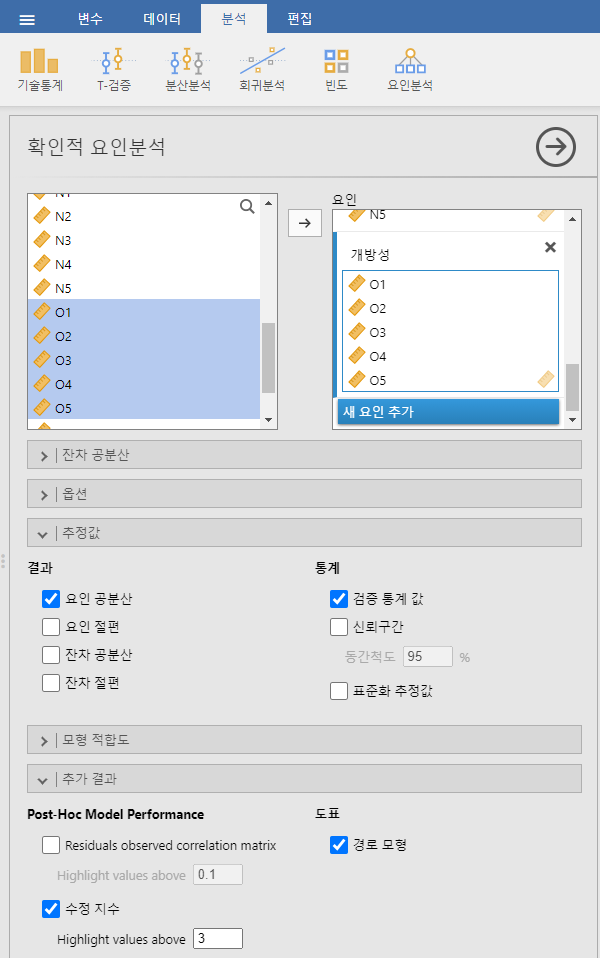 변수 데이터 분석 편집
기술통계 T-검증 분산분석 회귀분석 빈도 요인분석
확인적 요인분석
요인
N1
N2
N3
N4
N5
O1
O2
O3
O4
O5
N5
개방성
O1
O2
O3
O4
O5
새 요인 추가
잔차 공분산
옵션
추정값
결과
요인 공분산
요인 절편
잔차 공분산
잔차 절편
통계
검증 통계 값
신뢰구간
동간척도 95 %
표준화 추정값
모형 적합도
추가 결과
Post-Hoc Model Performance
Residuals observed correlation matrix
Highlight values above 0.1
수정 지수
Highlight values above 3
도표
경로 모형